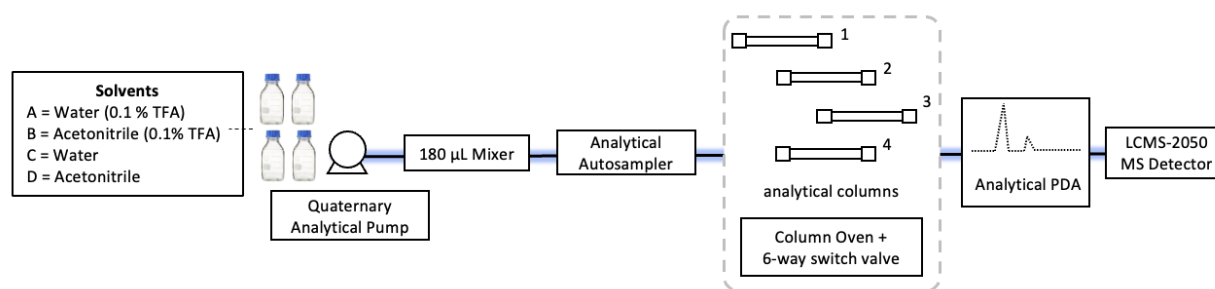 Solvents
A = Water (0.1 % TFA)
B = Acetonitrile (0.1% TFA)
C = Water
D = Acetonitrile
Quaternary
Analytical Pump
180 µL Mixer
Analytical
Autosampler
1
2
3
4
analytical columns
Column Oven +
6-way switch valve
Analytical PDA
LCMS-2050
MS Detector